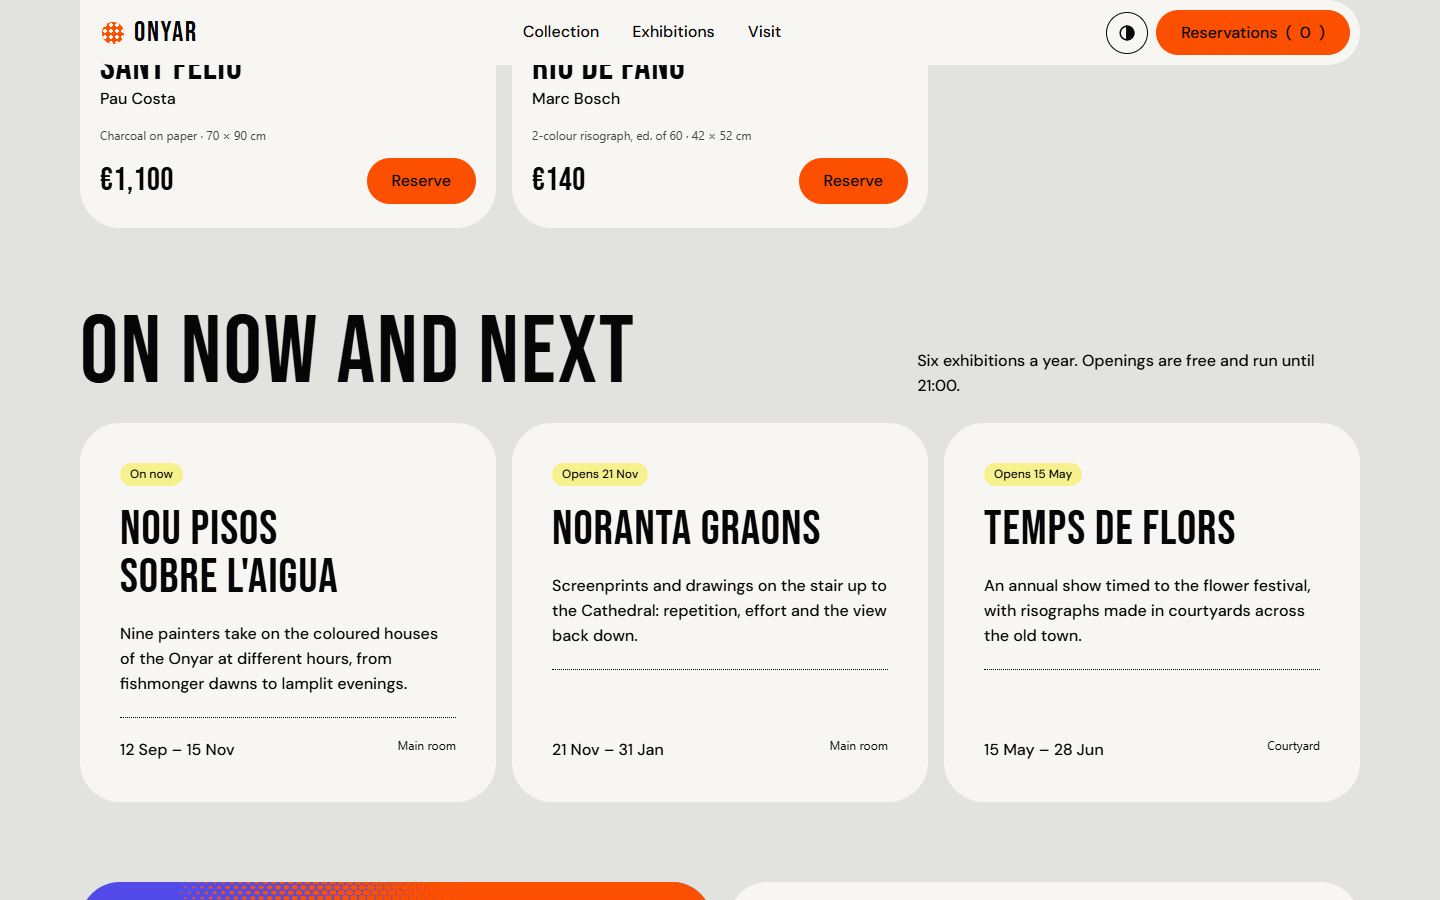 ONYAR
Collection Exhibitions Visit
Reservations ( 0 )
SANT FELIU
Pau Costa
Charcoal on paper · 70 × 90 cm
€1,100
Reserve
RIU DE FANG
Marc Bosch
2-colour risograph, ed. of 60 · 42 × 52 cm
€140
Reserve
ON NOW AND NEXT
Six exhibitions a year. Openings are free and run until
21:00.
On now
NOU PISOS
SOBRE L'AIGUA
Nine painters take on the coloured houses
of the Onyar at different hours, from
fishmonger dawns to lamplit evenings.
12 Sep – 15 Nov
Main room
Opens 21 Nov
NORANTA GRAONS
Screenprints and drawings on the stair up to
the Cathedral: repetition, effort and the view
back down.
21 Nov – 31 Jan
Main room
Opens 15 May
TEMPS DE FLORS
An annual show timed to the flower festival,
with risographs made in courtyards across
the old town.
15 May – 28 Jun
Courtyard